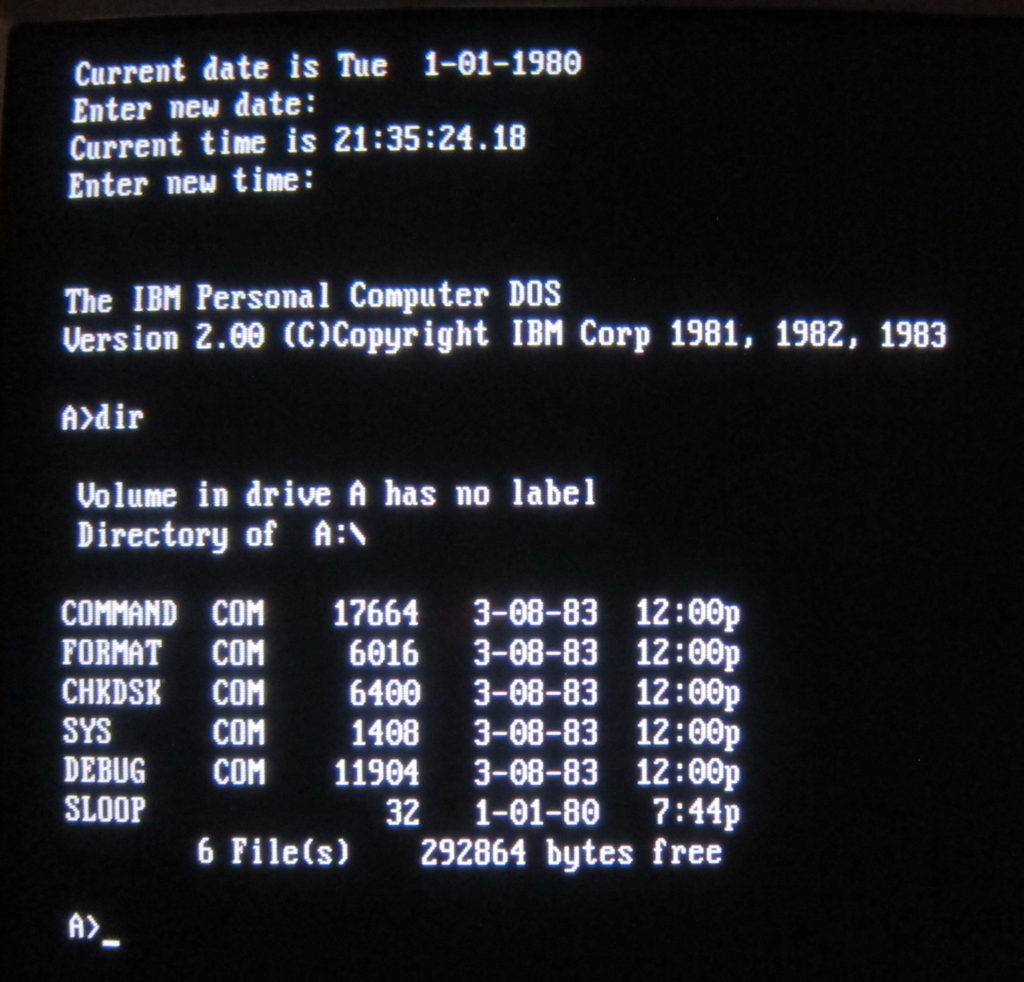 Current date is Tue  1-01-1980
Enter new date:
Current time is 21:35:24.18
Enter new time:
The IBM Personal Computer DOS
Version 2.00 (C)Copyright IBM Corp 1981, 1982, 1983
A>dir
Volume in drive A has no label
Directory of  A:\
COMMAND  COM    17664   3-08-83  12:00p
FORMAT   COM     6016   3-08-83  12:00p
CHKDSK   COM     6400   3-08-83  12:00p
SYS      COM     1408   3-08-83  12:00p
DEBUG    COM    11904   3-08-83  12:00p
SLOOP              32   1-01-80   7:44p
6 File(s)    292864 bytes free
A>_